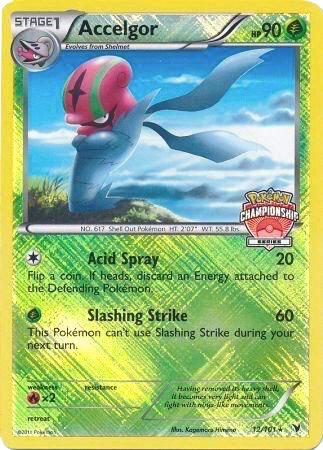 STAGE1
Accelgor
HP 90
Evolves from Shelmet
Pokémon
CHAMPIONSHIP
SERIES
NO. 617 Shell Out Pokémon HT: 2'07" WT: 55.8 lbs
Acid Spray 20
Flip a coin. If heads, discard an Energy attached to
the Defending Pokémon.
Slashing Strike 60
This Pokémon can't use Slashing Strike during your
next turn.
weakness resistance
×2
retreat
Having removed its heavy shell,
it becomes very light and can
fight with ninja-like movements.
Illus. Kagemaru Himeno
12/101
©2011 Pokémon